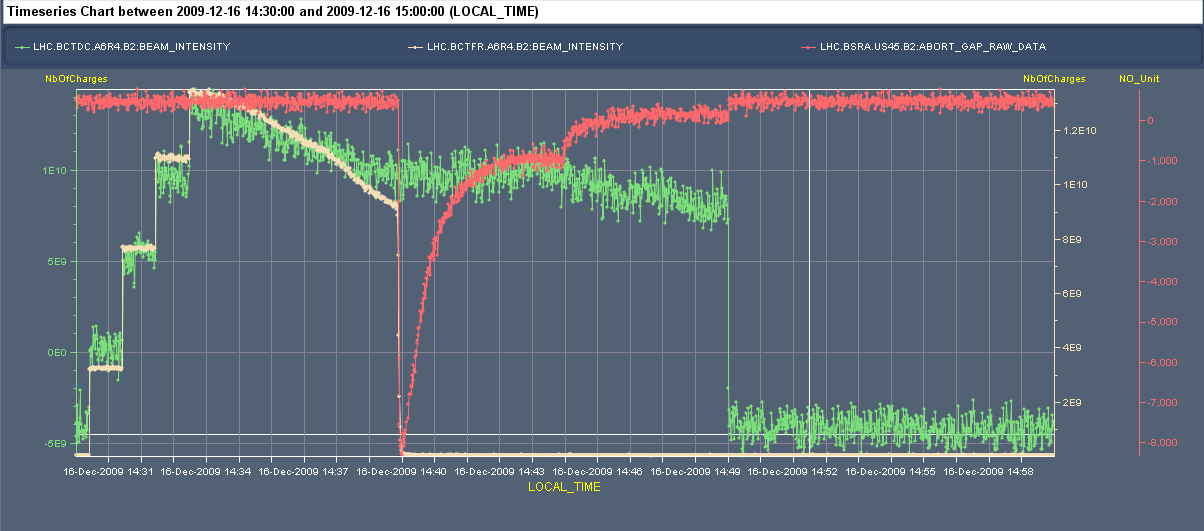 Timeseries Chart between 2009-12-16 14:30:00 and 2009-12-16 15:00:00 (LOCAL_TIME)
LHC.BCTDC.A6R4.B2:BEAM_INTENSITY LHC.BCTFR.A6R4.B2:BEAM_INTENSITY LHC.BSRA.US45.B2:ABORT_GAP_RAW_DATA
NbOfCharges NbOfCharges NO_Unit
1E10 5E9 0E0 -5E9
1.2E10 1E10 8E9 6E9 4E9 2E9
0 -1,000 -2,000 -3,000 -4,000 -5,000 -6,000 -7,000 -8,000
16-Dec-2009 14:31 16-Dec-2009 14:34 16-Dec-2009 14:37 16-Dec-2009 14:40 16-Dec-2009 14:43 16-Dec-2009 14:46 16-Dec-2009 14:49 16-Dec-2009 14:52 16-Dec-2009 14:55 16-Dec-2009 14:58
LOCAL_TIME